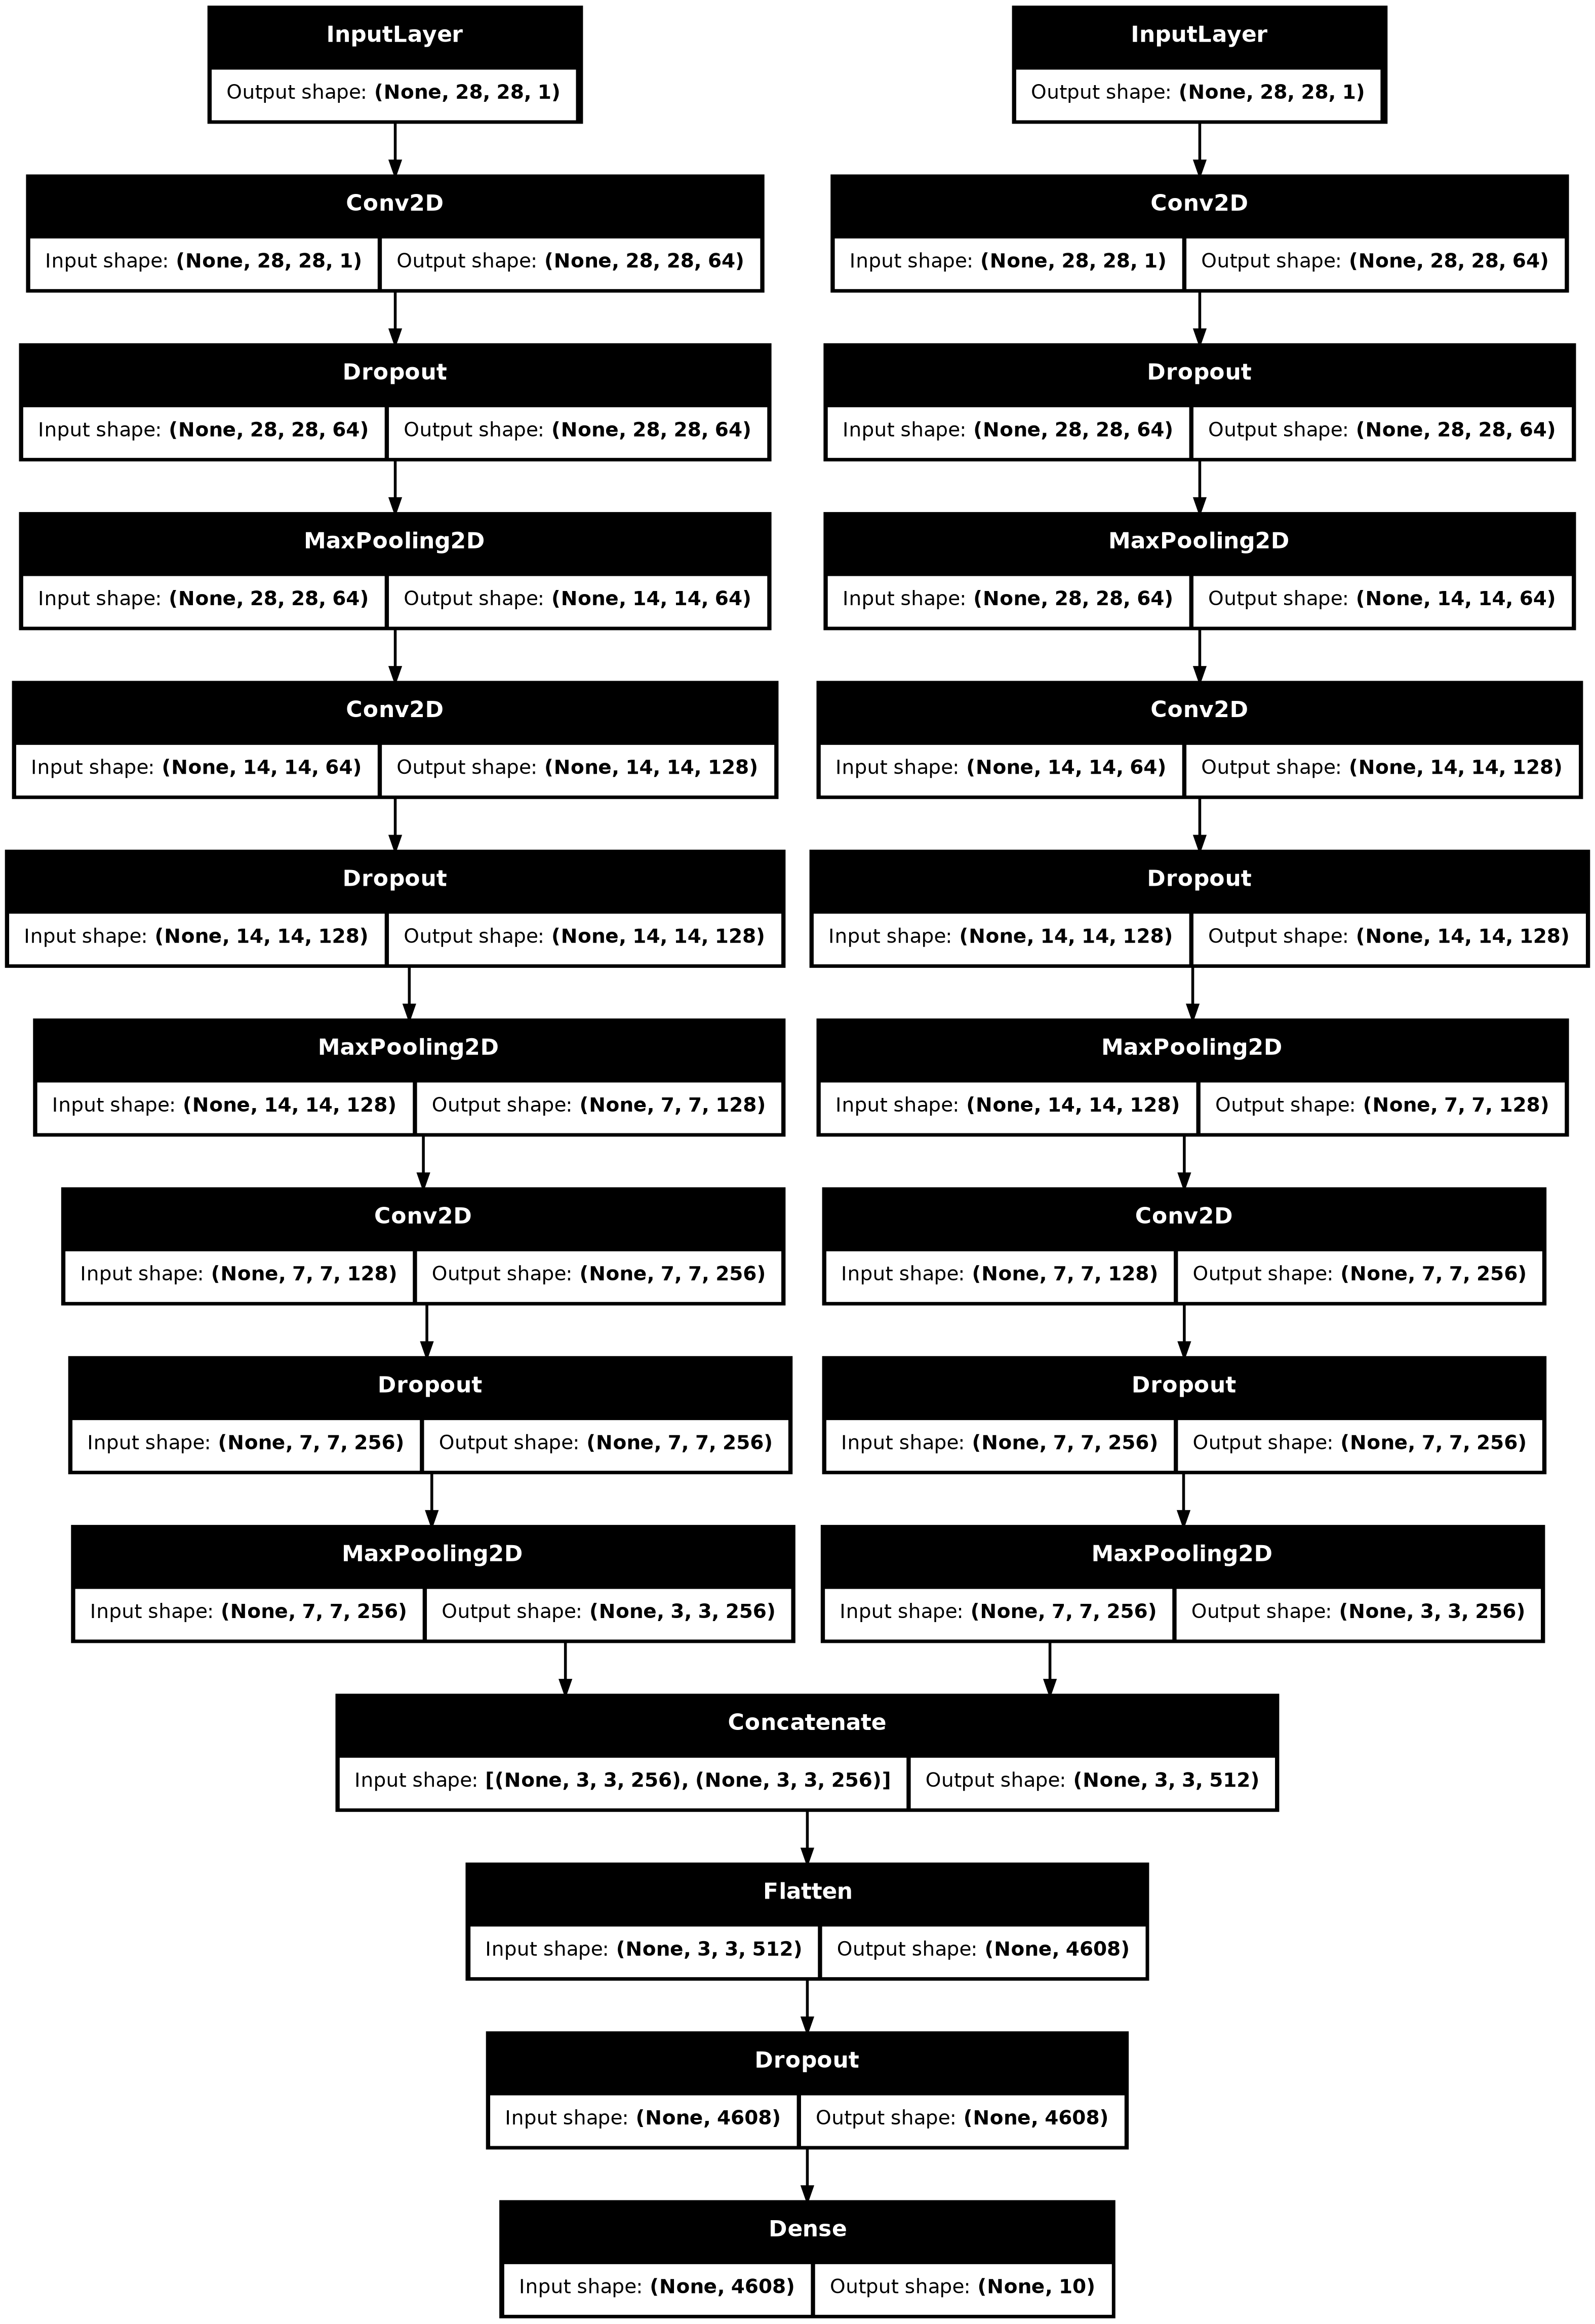 InputLayer
Output shape: (None, 28, 28, 1)
InputLayer
Output shape: (None, 28, 28, 1)
Conv2D
Input shape: (None, 28, 28, 1) Output shape: (None, 28, 28, 64)
Conv2D
Input shape: (None, 28, 28, 1) Output shape: (None, 28, 28, 64)
Dropout
Input shape: (None, 28, 28, 64) Output shape: (None, 28, 28, 64)
Dropout
Input shape: (None, 28, 28, 64) Output shape: (None, 28, 28, 64)
MaxPooling2D
Input shape: (None, 28, 28, 64) Output shape: (None, 14, 14, 64)
MaxPooling2D
Input shape: (None, 28, 28, 64) Output shape: (None, 14, 14, 64)
Conv2D
Input shape: (None, 14, 14, 64) Output shape: (None, 14, 14, 128)
Conv2D
Input shape: (None, 14, 14, 64) Output shape: (None, 14, 14, 128)
Dropout
Input shape: (None, 14, 14, 128) Output shape: (None, 14, 14, 128)
Dropout
Input shape: (None, 14, 14, 128) Output shape: (None, 14, 14, 128)
MaxPooling2D
Input shape: (None, 14, 14, 128) Output shape: (None, 7, 7, 128)
MaxPooling2D
Input shape: (None, 14, 14, 128) Output shape: (None, 7, 7, 128)
Conv2D
Input shape: (None, 7, 7, 128) Output shape: (None, 7, 7, 256)
Conv2D
Input shape: (None, 7, 7, 128) Output shape: (None, 7, 7, 256)
Dropout
Input shape: (None, 7, 7, 256) Output shape: (None, 7, 7, 256)
Dropout
Input shape: (None, 7, 7, 256) Output shape: (None, 7, 7, 256)
MaxPooling2D
Input shape: (None, 7, 7, 256) Output shape: (None, 3, 3, 256)
MaxPooling2D
Input shape: (None, 7, 7, 256) Output shape: (None, 3, 3, 256)
Concatenate
Input shape: [(None, 3, 3, 256), (None, 3, 3, 256)] Output shape: (None, 3, 3, 512)
Flatten
Input shape: (None, 3, 3, 512) Output shape: (None, 4608)
Dropout
Input shape: (None, 4608) Output shape: (None, 4608)
Dense
Input shape: (None, 4608) Output shape: (None, 10)